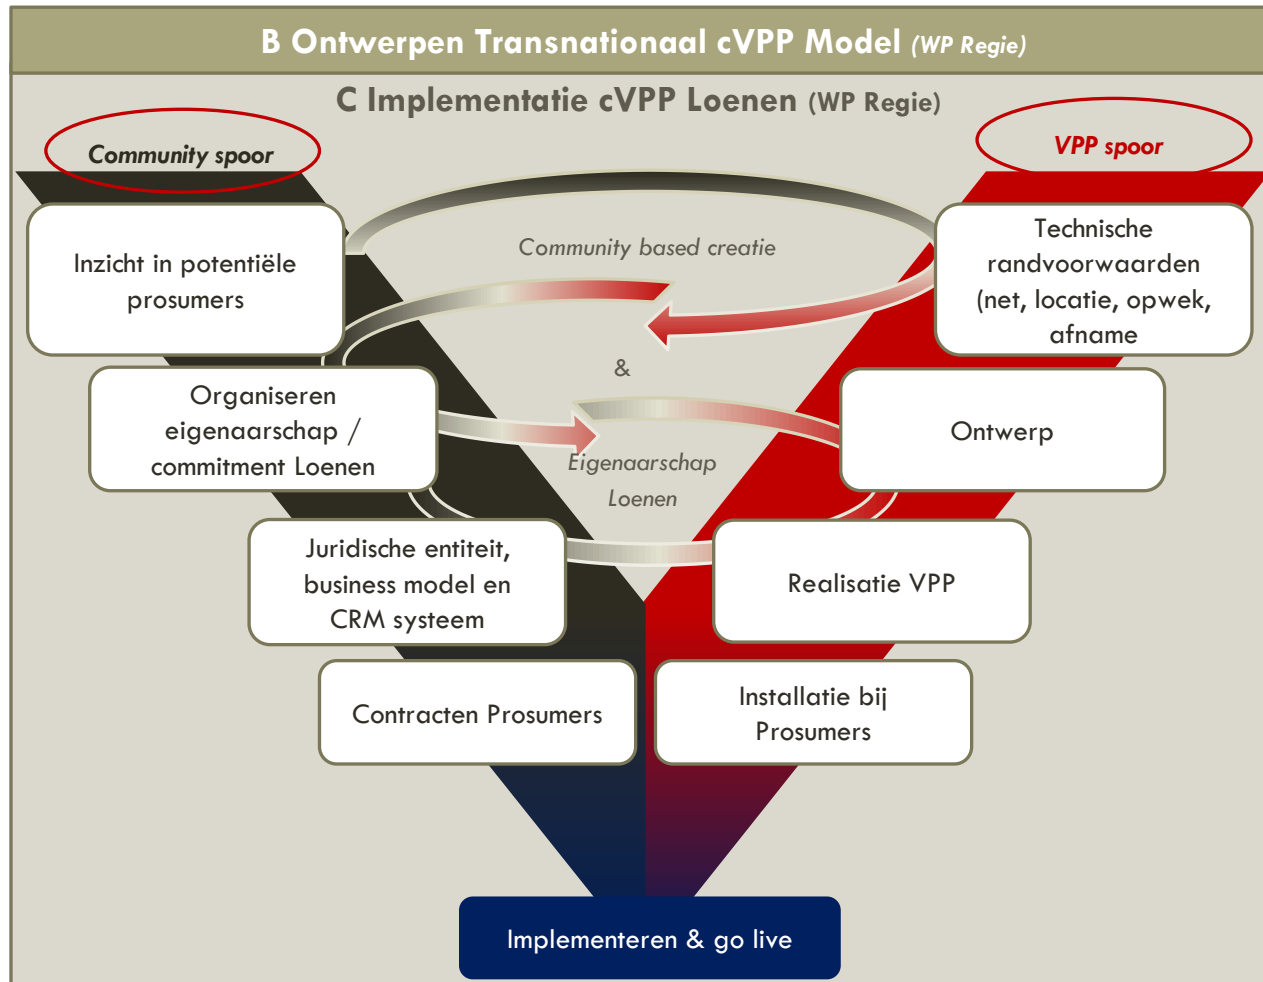 B Ontwerpen Transnationaal cVPP Model (WP Regie)
C Implementatie cVPP Loenen (WP Regie)
Community spoor
VPP spoor
Inzicht in potentiële
prosumers
Community based creatie
Technische
randvoorwaarden
(net, locatie, opwek,
afname
&
Organiseren
eigenaarschap /
commitment Loenen
Ontwerp
Eigenaarschap
Loenen
Juridische entiteit,
business model en
CRM systeem
Realisatie VPP
Contracten Prosumers
Installatie bij
Prosumers
Implementeren & go live